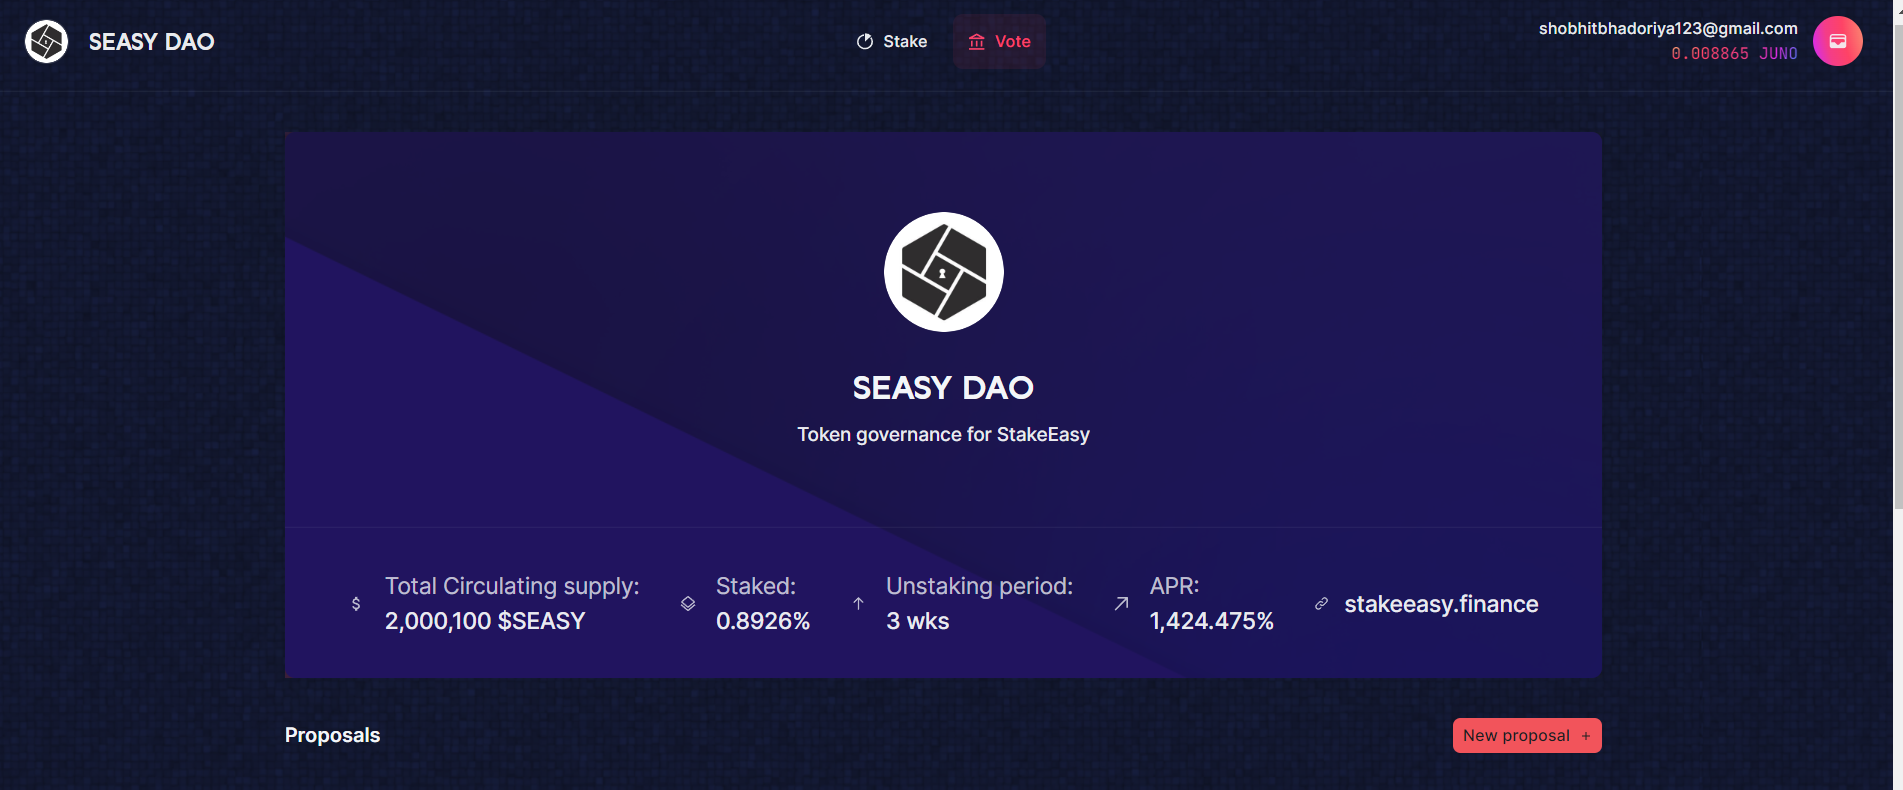 SEASY DAO
Stake
Vote
shobhitbhadoriya123@gmail.com
0.008865 JUNO
SEASY DAO
Token governance for StakeEasy
Total Circulating supply:
2,000,100 $SEASY
Staked:
0.8926%
Unstaking period:
3 wks
APR:
1,424.475%
stakeeasy.finance
Proposals
New proposal +